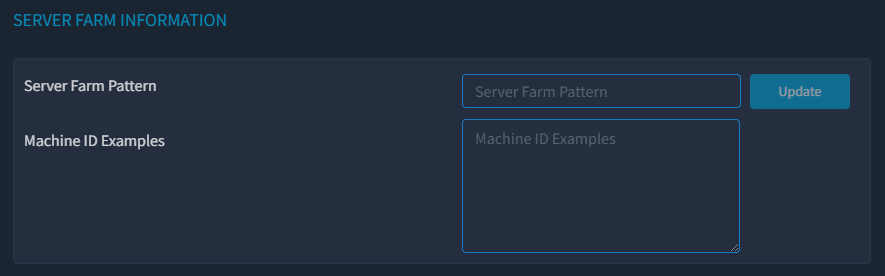 SERVER FARM INFORMATION
Server Farm Pattern
Server Farm Pattern
Update
Machine ID Examples
Machine ID Examples